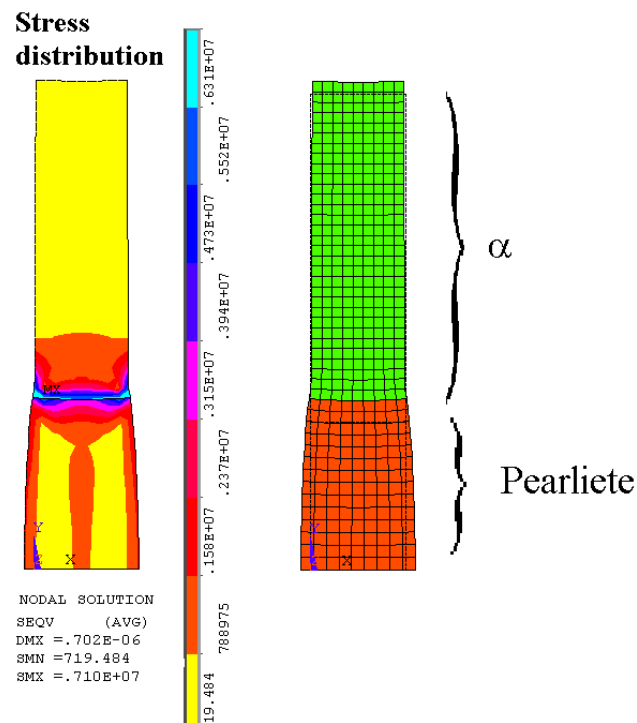 Stress
distribution
.631E+07
.552E+07
.473E+07
.394E+07
.315E+07
.237E+07
.158E+07
788975
19.484
MX
Y
X
NODAL SOLUTION
SEQV (AVG)
DMX =.702E-06
SMN =719.484
SMX =.710E+07
α
Pearliete
Y
X